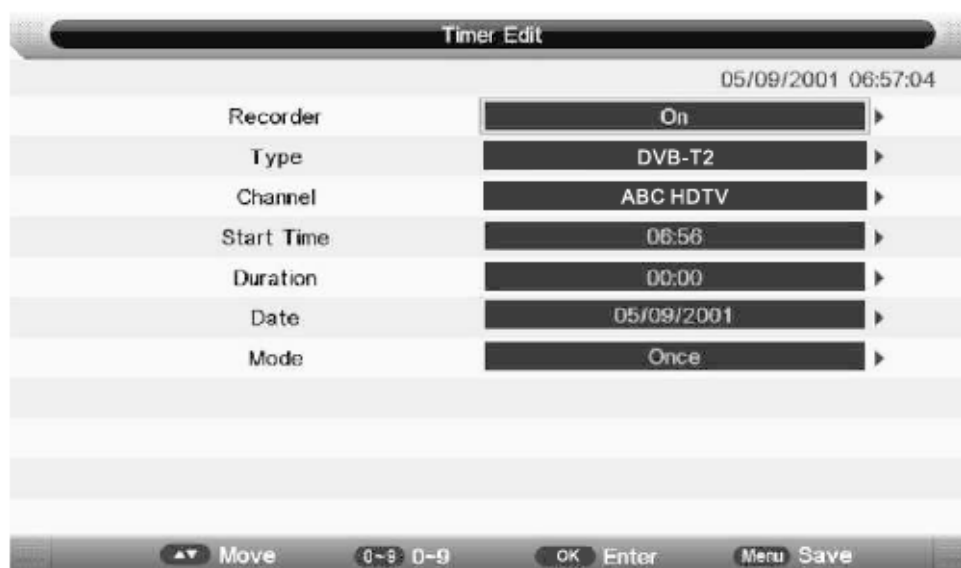 Timer Edit
05/09/2001 06:57:04
Recorder On
Type DVB-T2
Channel ABC HDTV
Start Time 06:56
Duration 00:00
Date 05/09/2001
Mode Once
Move 0~9 0~9 OK Enter Menu Save